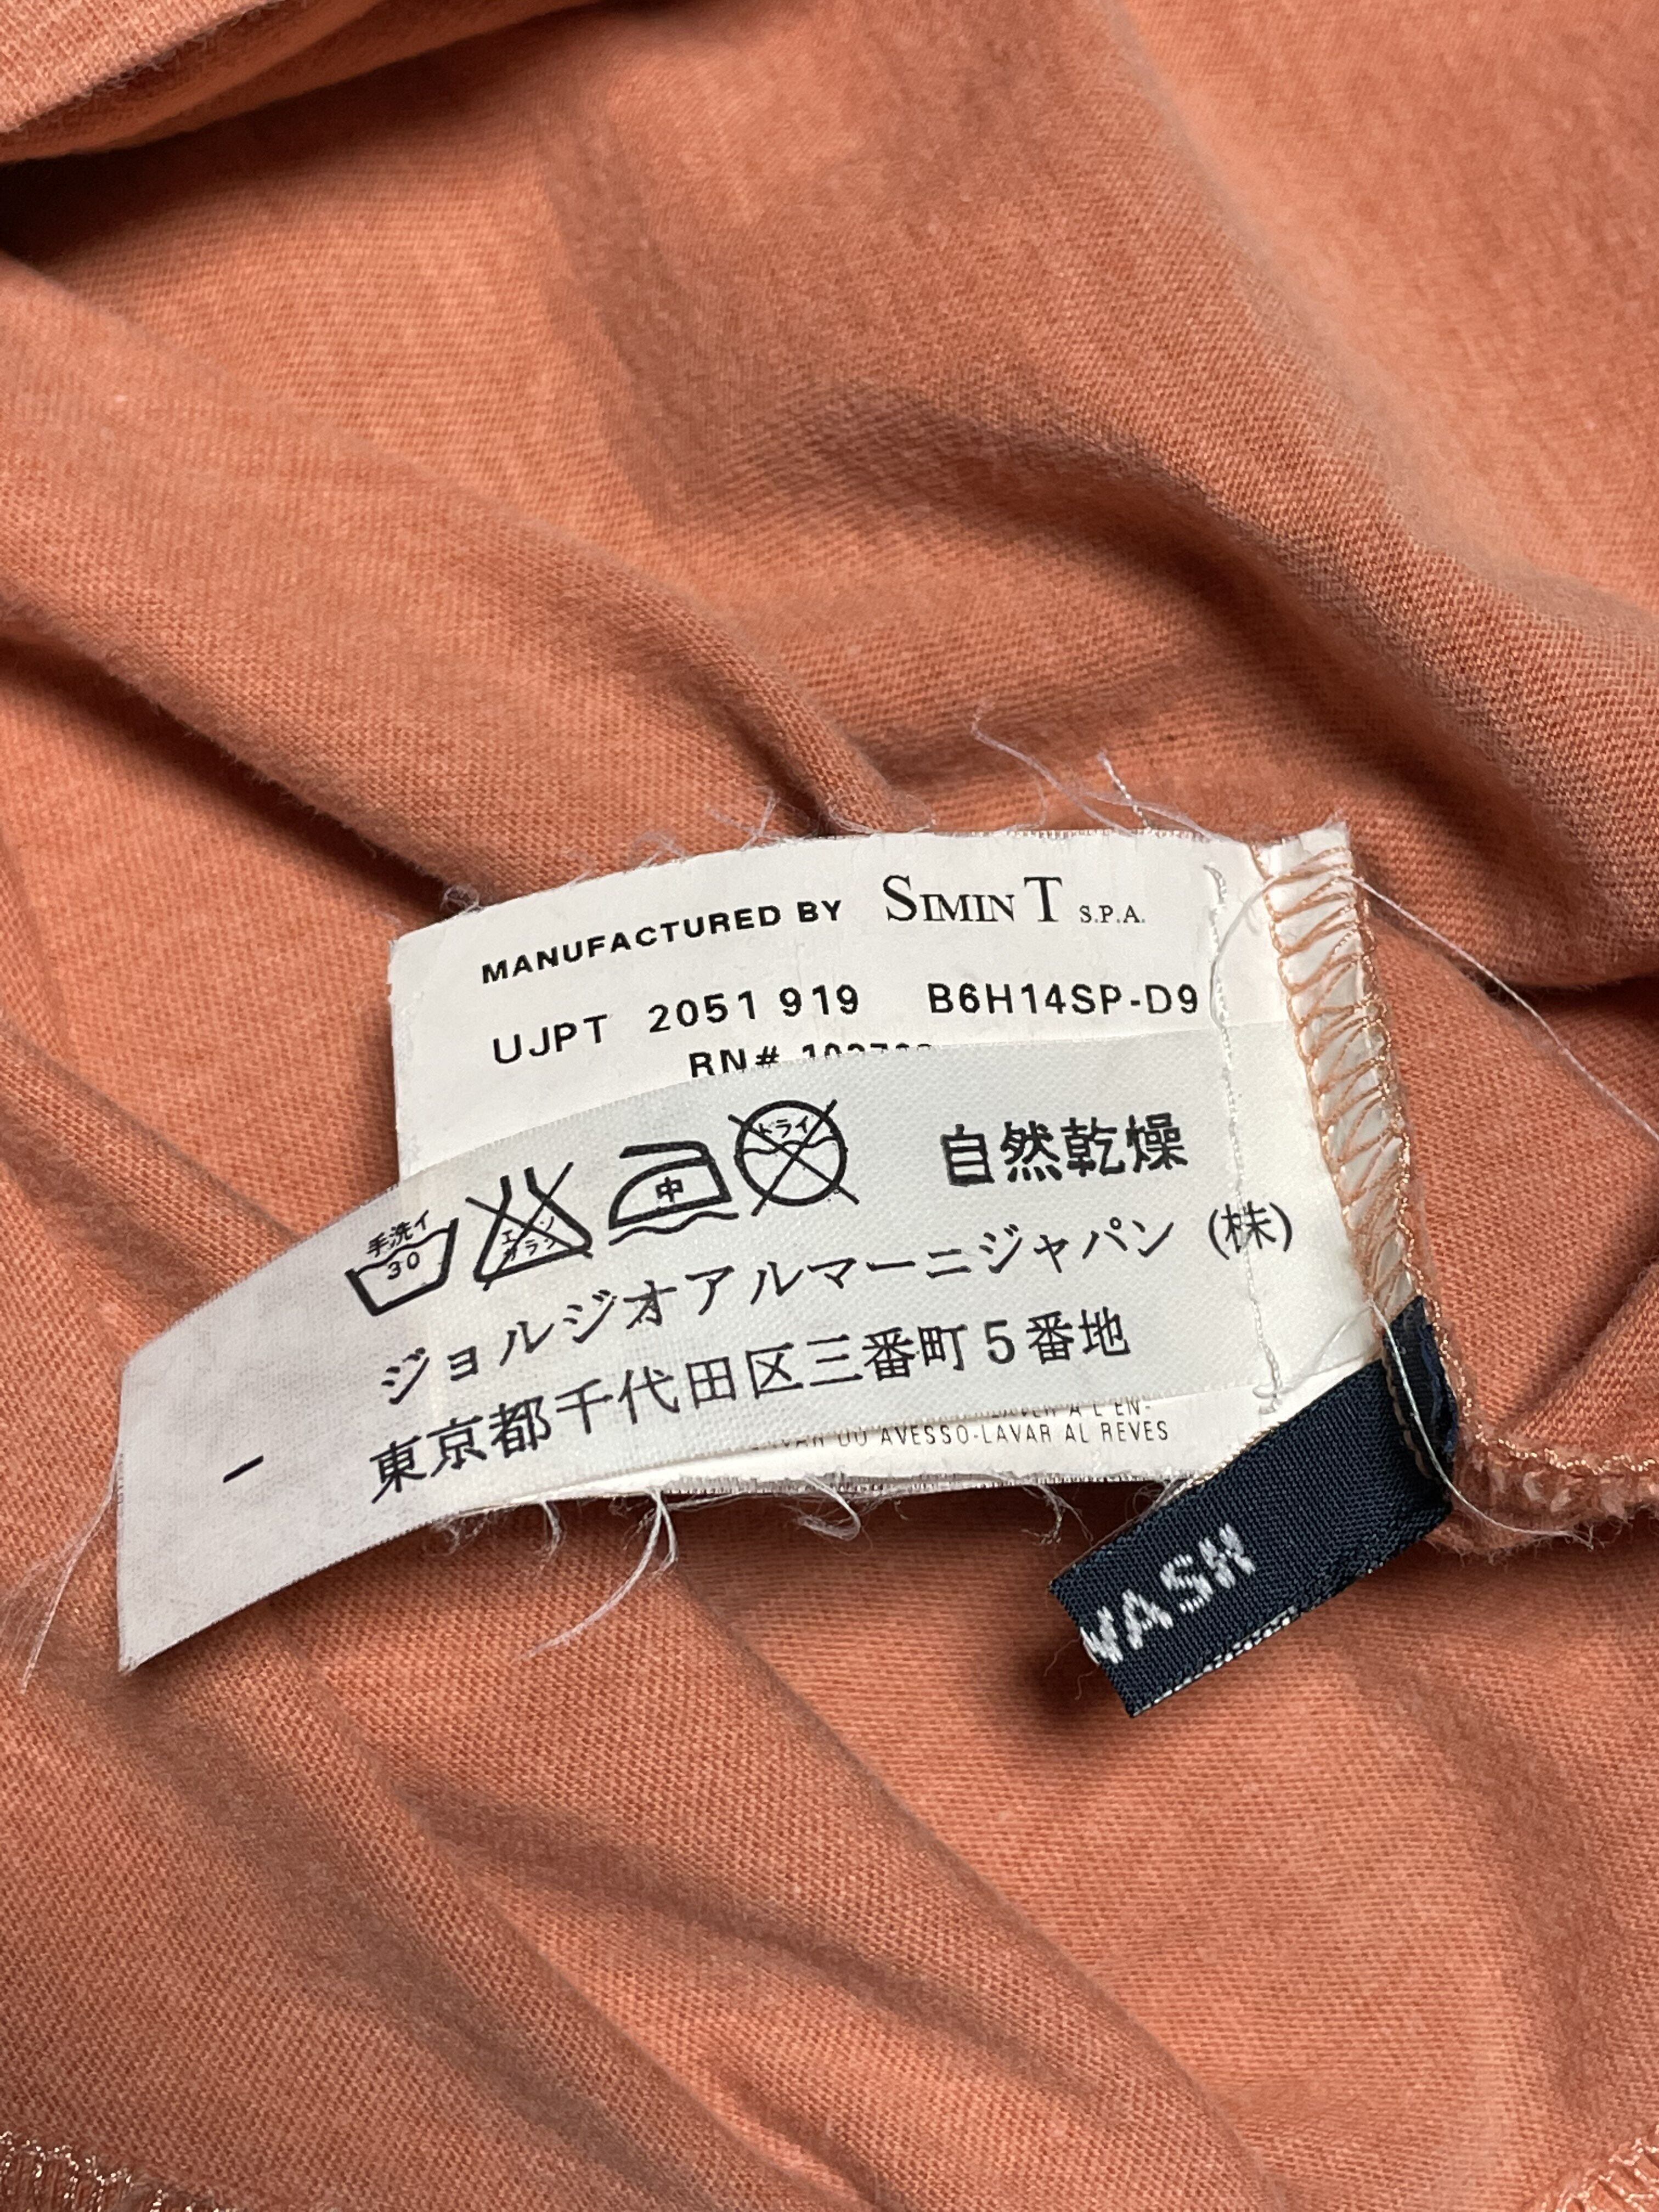 MANUFACTURED BY SIMIN T S.P.A.
UJPT 2051 919 B6H14SP-D9
RN#
手洗イ
30
エンソ
サラシ
中
ドライ
自然乾燥
ジョルジオアルマーニジャパン (株)
東京都千代田区三番町5番地
A L'EN-
AVESSO-LAVAR AL REVES
WASH